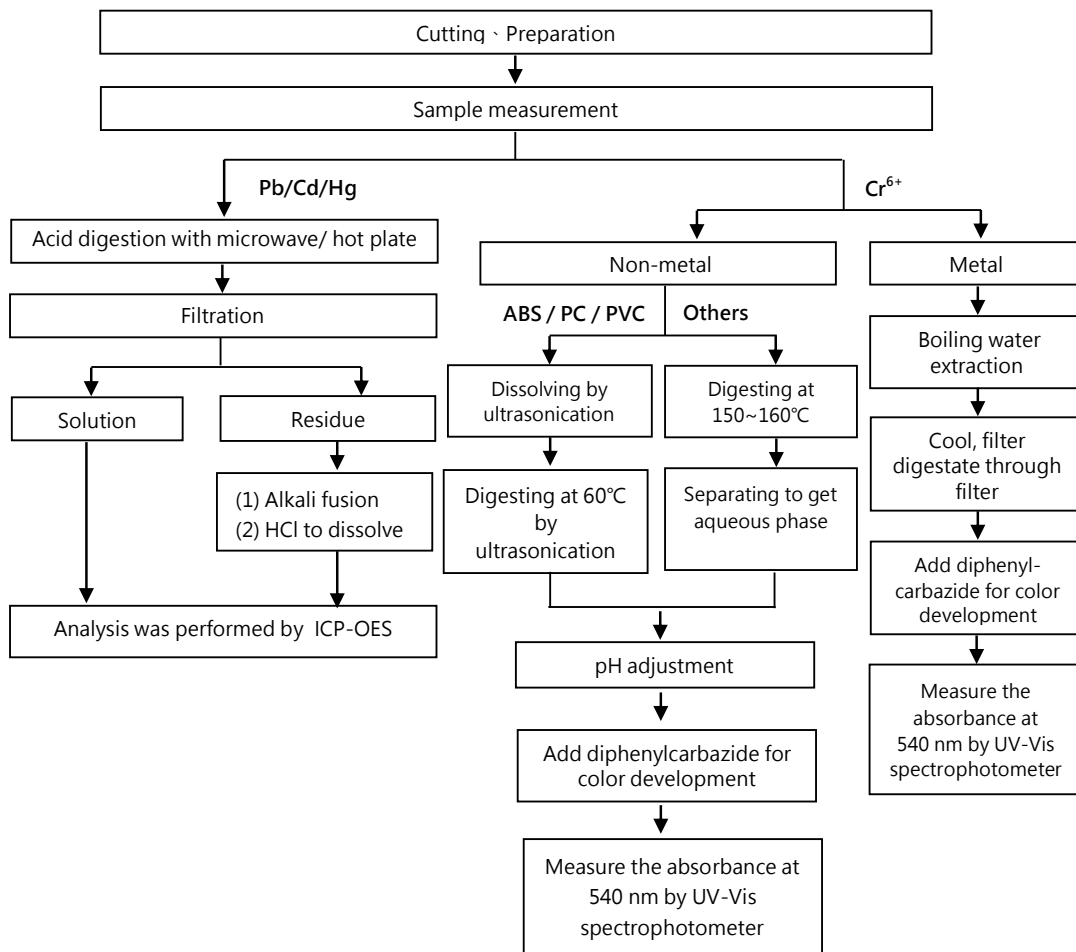 Cutting、Preparation
Sample measurement
Pb/Cd/Hg
Cr6+
Acid digestion with microwave/ hot plate
Filtration
Solution
Residue
(1) Alkali fusion
(2) HCl to dissolve
Analysis was performed by ICP-OES
Non-metal
ABS / PC / PVC
Others
Dissolving by
ultrasonication
Digesting at 60℃
by
ultrasonication
Digesting at
150~160℃
Separating to get
aqueous phase
pH adjustment
Add diphenylcarbazide for
color development
Measure the absorbance at
540 nm by UV-Vis
spectrophotometer
Metal
Boiling water
extraction
Cool, filter
digestate through
filter
Add diphenyl-
carbazide for color
development
Measure the
absorbance at
540 nm by UV-Vis
spectrophotometer